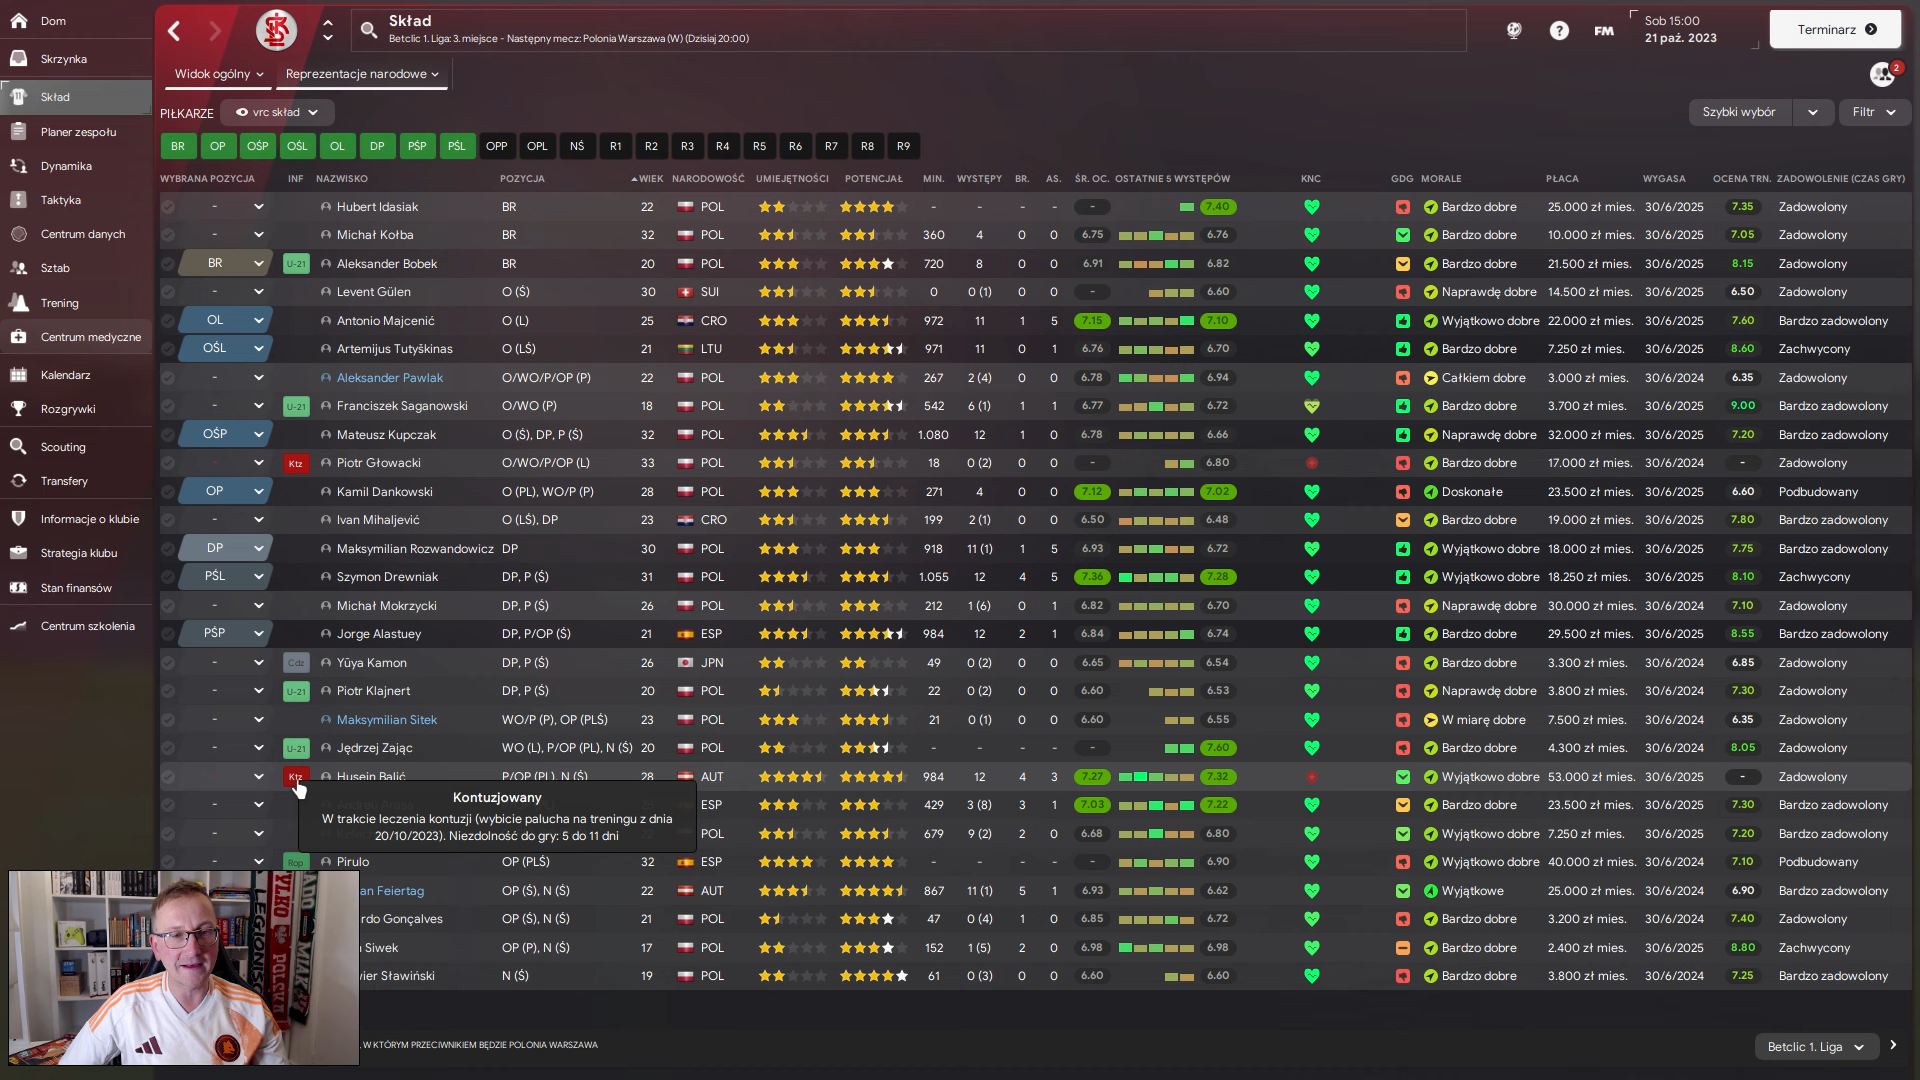 Dom
Skrzynka
Skład
Planer zespołu
Dynamika
Taktyka
Centrum danych
Sztab
Trening
Centrum medyczne
Kalendarz
Rozgrywki
Scouting
Transfery
Informacje o klubie
Strategia klubu
Stan finansów
Centrum szkolenia
Skład
Betclic 1. Liga: 3. miejsce - Następny mecz: Polonia Warszawa (W) (Dzisiaj 20:00)
FM
Sob 15:00
21 paź. 2023
Terminarz
2
Widok ogólny Reprezentacje narodowe
PIŁKARZE vrc skład Szybki wybór Filtr
BR OP OŚP OŚL OL DP PŚP PŚL OPP OPL NŚ R1 R2 R3 R4 R5 R6 R7 R8 R9
WYBRANA POZYCJA INF NAZWISKO POZYCJA WIEK NARODOWOŚĆ UMIEJĘTNOŚCI POTENCJAŁ MIN. WYSTĘPY BR. AS. ŚR. OC. OSTATNIE 5 WYSTĘPÓW KNC GDG MORALE PŁACA WYGASA OCENA TRN. ZADOWOLENIE (CZAS GRY)
- Hubert Idasiak BR 22 POL - - - - - 7.40 Bardzo dobre 25.000 zł mies. 30/6/2025 7.35 Zadowolony
- Michał Kołba BR 32 POL 360 4 0 0 6.75 6.76 Bardzo dobre 10.000 zł mies. 30/6/2025 7.05 Zadowolony
BR U-21 Aleksander Bobek BR 20 POL 720 8 0 0 6.91 6.82 Bardzo dobre 21.500 zł mies. 30/6/2025 8.15 Zadowolony
- Levent Gülen O (Ś) 30 SUI 0 0 (1) 0 0 - 6.60 Naprawdę dobre 14.500 zł mies. 30/6/2025 6.50 Zadowolony
OL Antonio Majcenić O (L) 25 CRO 972 11 1 5 7.15 7.10 Wyjątkowo dobre 22.000 zł mies. 30/6/2025 7.60 Bardzo zadowolony
OŚL Artemijus Tutyškinas O (LŚ) 21 LTU 971 11 0 1 6.76 6.70 Bardzo dobre 7.250 zł mies. 30/6/2025 8.60 Zachwycony
- Aleksander Pawlak O/WO/P/OP (P) 22 POL 267 2 (4) 0 0 6.78 6.94 Całkiem dobre 3.000 zł mies. 30/6/2025 6.35 Zadowolony
- U-21 Franciszek Saganowski O/WO (P) 18 POL 542 6 (1) 1 1 6.77 6.72 Bardzo dobre 3.700 zł mies. 30/6/2025 9.00 Bardzo zadowolony
OŚP Mateusz Kupczak O (Ś), DP, P (Ś) 32 POL 1.080 12 1 0 6.78 6.66 Naprawdę dobre 32.000 zł mies. 30/6/2025 7.20 Bardzo zadowolony
Ktz Piotr Głowacki O/WO/P/OP (L) 33 POL 18 0 (2) 0 0 - 6.80 Bardzo dobre 17.000 zł mies. 30/6/2024 - Zadowolony
OP Kamil Dankowski O (PL), WO/P (P) 28 POL 271 4 0 0 7.12 7.02 Doskonałe 23.500 zł mies. 30/6/2025 6.60 Podbudowany
- Ivan Mihaljević O (LŚ), DP 23 CRO 199 2 (1) 0 0 6.50 6.48 Bardzo dobre 19.000 zł mies. 30/6/2025 7.80 Bardzo zadowolony
DP Maksymilian Rozwandowicz DP 30 POL 918 11 (1) 1 5 6.93 6.72 Wyjątkowo dobre 18.000 zł mies. 30/6/2025 7.75 Bardzo zadowolony
PŚL Szymon Drewniak DP, P (Ś) 31 POL 1.055 12 4 5 7.36 7.28 Wyjątkowo dobre 18.250 zł mies. 30/6/2025 8.10 Zachwycony
- Michał Mokrzycki DP, P (Ś) 26 POL 212 1 (6) 0 1 6.82 6.70 Naprawdę dobre 30.000 zł mies. 30/6/2024 7.10 Zadowolony
PŚP Jorge Alastuey DP, P/OP (Ś) 21 ESP 984 12 2 1 6.84 6.74 Bardzo dobre 29.500 zł mies. 30/6/2024 8.55 Bardzo zadowolony
- Cdz Yūya Kamon DP, P (Ś) 26 JPN 49 0 (2) 0 0 6.65 6.54 Bardzo dobre 3.300 zł mies. 30/6/2024 6.85 Zadowolony
- U-21 Piotr Klajnert DP, P (Ś) 20 POL 22 0 (2) 0 0 6.60 6.53 Naprawdę dobre 3.800 zł mies. 30/6/2024 7.30 Zadowolony
- Maksymilian Sitek WO/P (P), OP (PLŚ) 23 POL 21 0 (1) 0 0 6.60 6.55 W miarę dobre 7.500 zł mies. 30/6/2024 6.35 Zadowolony
- U-21 Jędrzej Zając WO (L), P/OP (PL), N (Ś) 20 POL - - - - - 7.60 Bardzo dobre 4.300 zł mies. 30/6/2024 8.05 Zadowolony
Ktz Husein Balić P/OP (PL), N (Ś) 28 AUT 984 12 4 3 7.27 7.32 Wyjątkowo dobre 53.000 zł mies. 30/6/2024 - Zadowolony
- ESP 429 3 (8) 3 1 7.03 7.22 Bardzo dobre 23.500 zł mies. 30/6/2024 7.30 Bardzo zadowolony
- POL 679 9 (2) 2 0 6.68 6.80 Wyjątkowo dobre 7.250 zł mies. 30/6/2024 7.20 Bardzo zadowolony
Kontuzjowany
W trakcie leczenia kontuzji (wybicie palucha na treningu z dnia
20/10/2023). Niezdolność do gry: 5 do 11 dni
- Rop Pirulo OP (PLŚ) 32 ESP - - - - - 6.90 Wyjątkowo dobre 40.000 zł mies. 30/6/2024 7.10 Podbudowany
an Feiertag OP (Ś), N (Ś) 22 AUT 867 11 (1) 5 1 6.93 6.62 Wyjątkowe 25.000 zł mies. 30/6/2024 6.90 Bardzo zadowolony
rdo Gonçalves OP (Ś), N (Ś) 21 POL 47 0 (4) 1 0 6.85 6.72 Bardzo dobre 3.200 zł mies. 30/6/2024 7.40 Zadowolony
Siwek OP (P), N (Ś) 17 POL 152 1 (5) 2 0 6.98 6.98 Bardzo dobre 2.400 zł mies. 30/6/2025 8.80 Zachwycony
wier Sławiński N (Ś) 19 POL 61 0 (3) 0 0 6.60 6.60 Bardzo dobre 3.800 zł mies. 30/6/2024 7.25 Bardzo zadowolony
W KTÓRYM PRZECIWNIKIEM BĘDZIE POLONIA WARSZAWA
Betclic 1. Liga